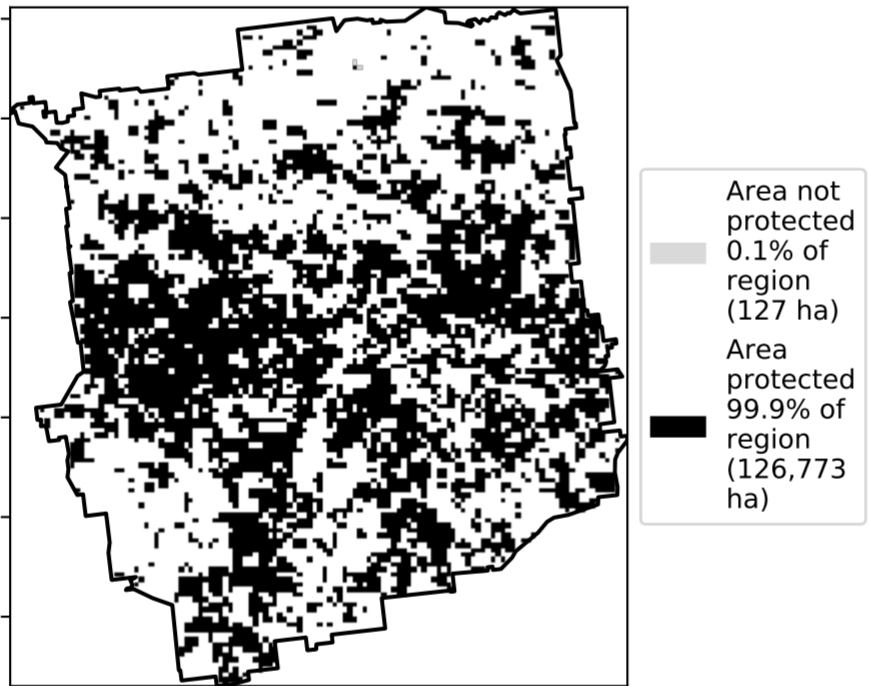 Area not
protected
0.1% of
region
(127 ha)
Area
protected
99.9% of
region
(126,773
ha)